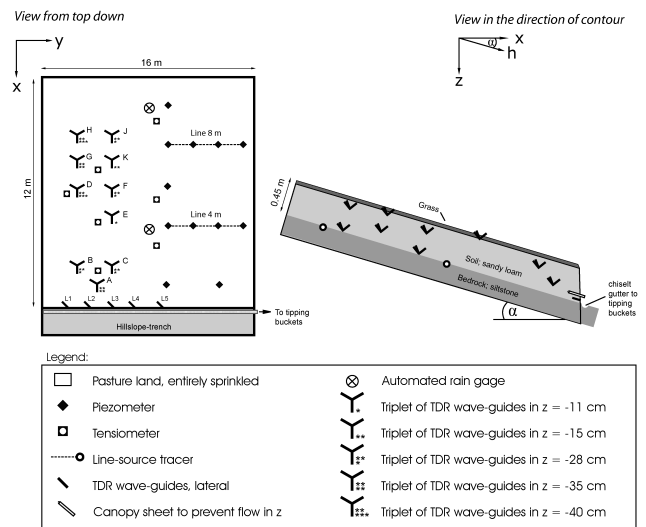 View from top down
View in the direction of contour
y
x
16 m
12 m
x
α
h
z
H
J
Line 8 m
G
K
D
F
E
Line 4 m
B
C
A
L1 L2 L3 L4 L5
To tipping
buckets
Hillslope-trench
0.45 m
Grass
Soil; sandy loam
Bedrock; siltstone
α
chiselt
gutter to
tipping
buckets
Legend:
Pasture land, entirely sprinkled
Piezometer
Tensiometer
Line-source tracer
TDR wave-guides, lateral
Canopy sheet to prevent flow in z
Automated rain gage
* Triplet of TDR wave-guides in z = -11 cm
** Triplet of TDR wave-guides in z = -15 cm
*** Triplet of TDR wave-guides in z = -28 cm
**** Triplet of TDR wave-guides in z = -35 cm
***** Triplet of TDR wave-guides in z = -40 cm